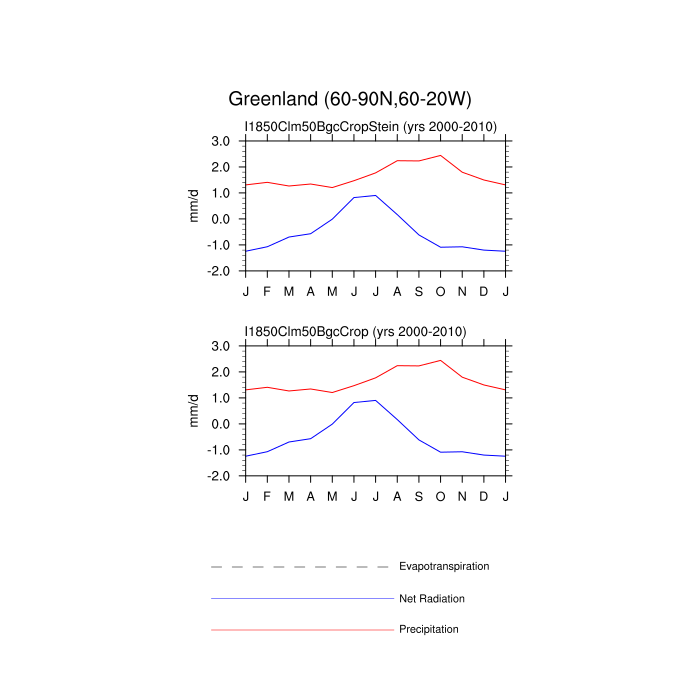 Greenland (60-90N,60-20W)
I1850Clm50BgcCropStein (yrs 2000-2010)
3.0
2.0
1.0
0.0
-1.0
-2.0
mm/d
J F M A M J J A S O N D J
I1850Clm50BgcCrop (yrs 2000-2010)
3.0
2.0
1.0
0.0
-1.0
-2.0
mm/d
J F M A M J J A S O N D J
Evapotranspiration
Net Radiation
Precipitation